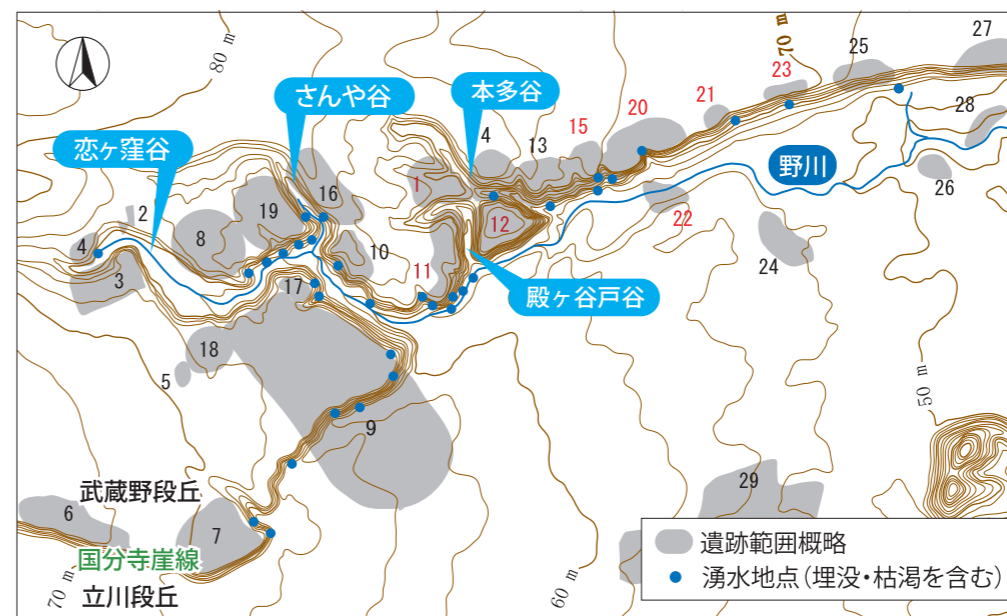 27
25
70 m
23
80 m
21
28
20
さんや谷
本多谷
15
4
13
恋ヶ窪谷
野川
26
16
1
2
19
22
8
12
4
10
24
3
11
17
殿ヶ谷戸谷
18
5
50 m
9
29
武蔵野段丘
6
7
遺跡範囲概略
国分寺崖線
湧水地点(埋没・枯渇を含む)
70 m
立川段丘
60 m